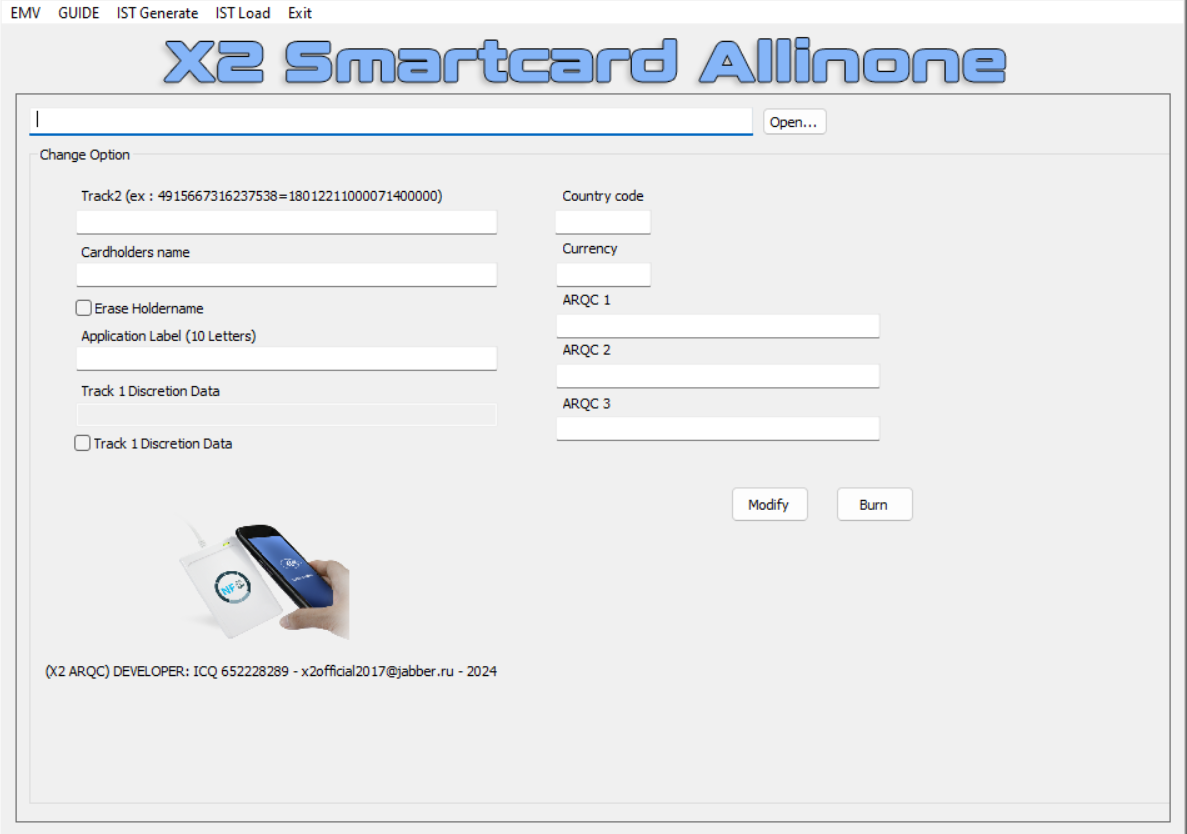 EMV GUIDE IST Generate IST Load Exit
X2 Smartcard Allinone
Open...
Change Option
Track2 (ex : 4915667316237538=18012211000071400000)
Country code
Cardholders name
Currency
Erase Holdername
ARQC 1
Application Label (10 Letters)
ARQC 2
Track 1 Discretion Data
ARQC 3
Track 1 Discretion Data
Modify Burn
NF
(X2 ARQC) DEVELOPER: ICQ 652228289 - x2official2017@jabber.ru - 2024